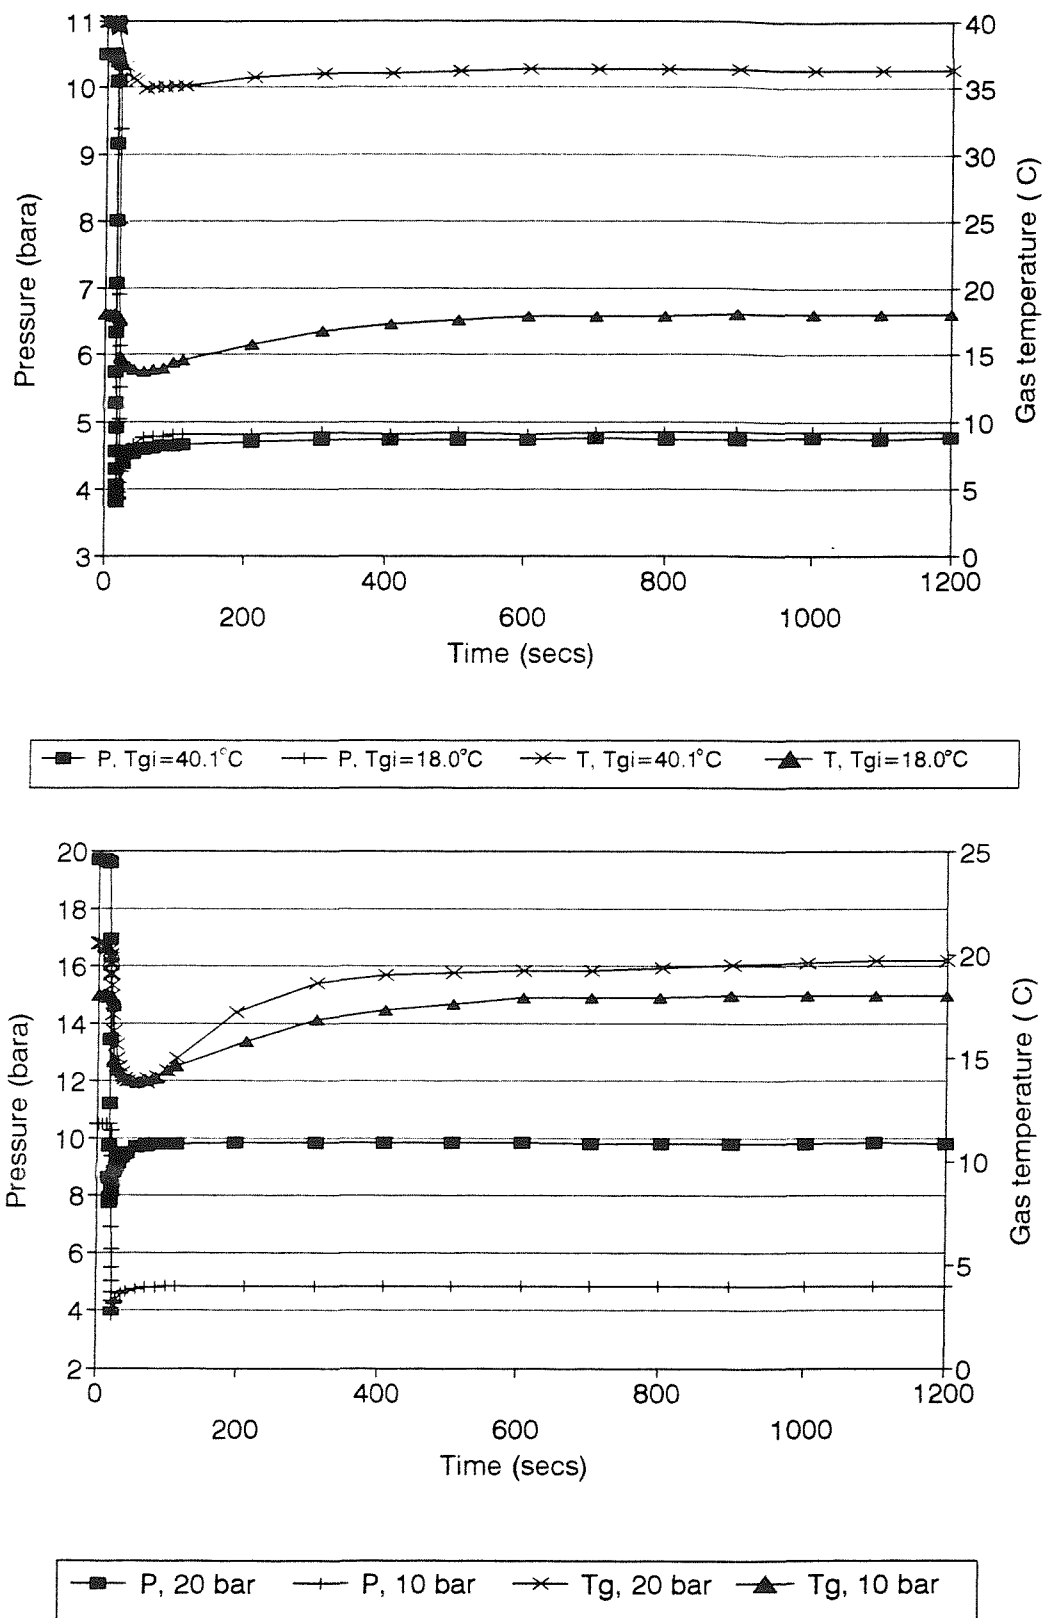 11
10
9
8
7
6
5
4
3
Pressure (bara)
40
35
30
25
20
15
10
5
0
Gas temperature ( C)
0 400 800 1200
200 600 1000
Time (secs)
P, Tgi=40.1°C P, Tgi=18.0°C T, Tgi=40.1°C T, Tgi=18.0°C
20
18
16
14
12
10
8
6
4
2
Pressure (bara)
25
20
15
10
5
0
Gas temperature ( C)
0 400 800 1200
200 600 1000
Time (secs)
P, 20 bar P, 10 bar Tg, 20 bar Tg, 10 bar